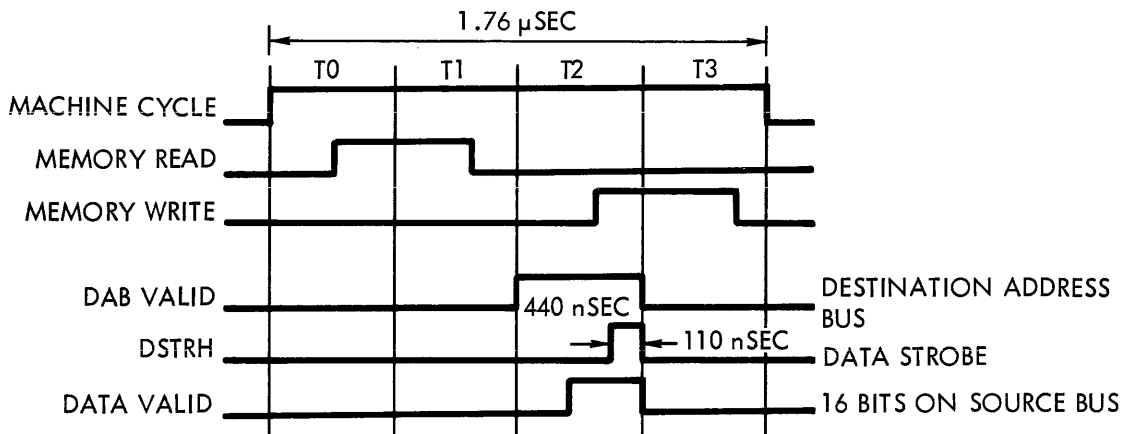 1.76 µSEC
T0 T1 T2 T3
MACHINE CYCLE
MEMORY READ
MEMORY WRITE
DAB VALID
440 nSEC
DESTINATION ADDRESS
BUS
DSTRH
110 nSEC
DATA STROBE
DATA VALID
16 BITS ON SOURCE BUS